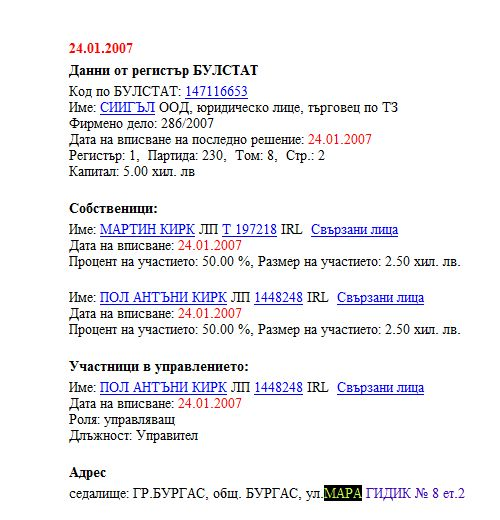 24.01.2007
Данни от регистър БУЛСТАТ
Код по БУЛСТАТ: 147116653
Име: СИИГЪЛ ООД, юридическо лице, търговец по ТЗ
Фирмено дело: 286/2007
Дата на вписване на последно решение: 24.01.2007
Регистър: 1, Партида: 230, Том: 8, Стр.: 2
Капитал: 5.00 хил. лв
Собственици:
Име: МАРТИН КИРК ЛП Т 197218 IRL Свързани лица
Дата на вписване: 24.01.2007
Процент на участието: 50.00 %, Размер на участието: 2.50 хил. лв.
Име: ПОЛ АНТЪНИ КИРК ЛП 1448248 IRL Свързани лица
Дата на вписване: 24.01.2007
Процент на участието: 50.00 %, Размер на участието: 2.50 хил. лв.
Участници в управлението:
Име: ПОЛ АНТЪНИ КИРК ЛП 1448248 IRL Свързани лица
Дата на вписване: 24.01.2007
Роля: управляващ
Длъжност: Управител
Адрес
седалище: ГР.БУРГАС, общ. БУРГАС, ул.МАРА ГИДИК № 8 ет.2